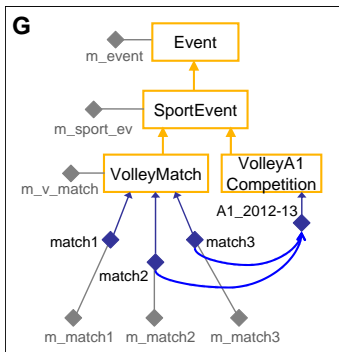 G
Event
m_event
SportEvent
m_sport_ev
VolleyMatch
VolleyA1
Competition
m_v_match
A1_2012-13
match1
match3
match2
m_match1
m_match2
m_match3